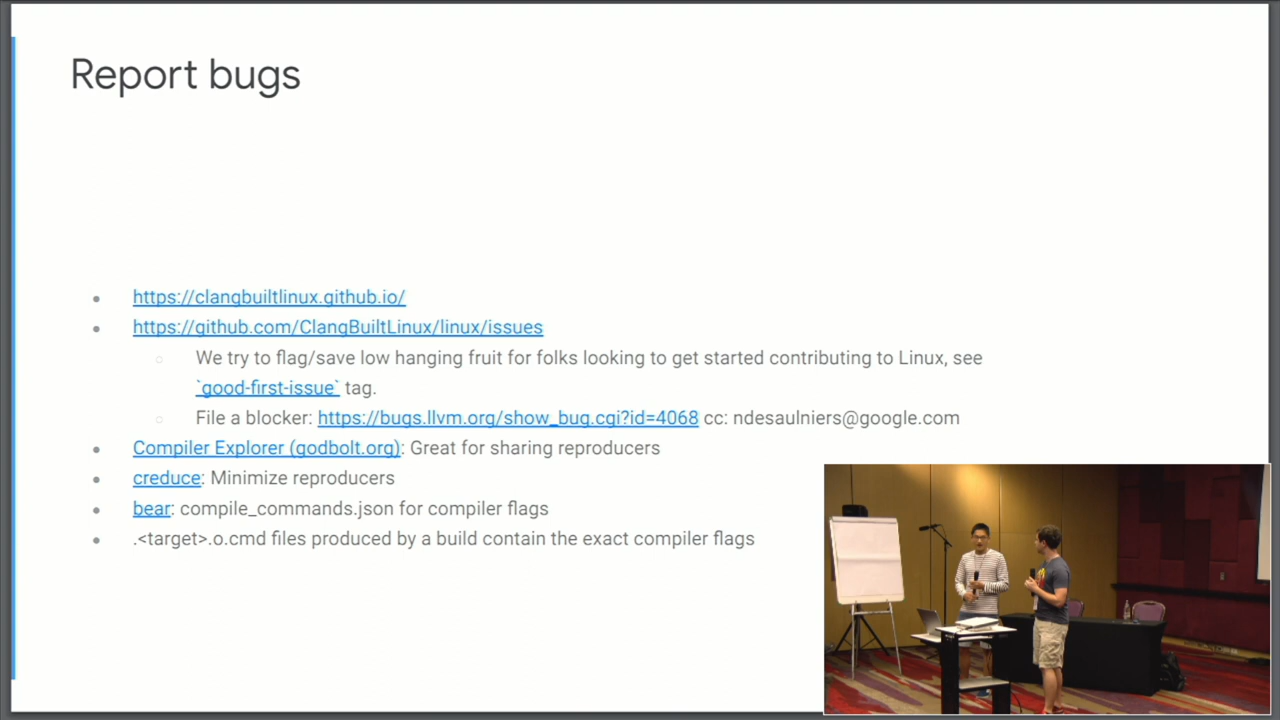 Report bugs
https://clangbuiltlinux.github.io/
https://github.com/ClangBuiltLinux/linux/issues
We try to flag/save low hanging fruit for folks looking to get started contributing to Linux, see
`good-first-issue` tag.
File a blocker: https://bugs.llvm.org/show_bug.cgi?id=4068 cc: ndesaulniers@google.com
Compiler Explorer (godbolt.org): Great for sharing reproducers
creduce: Minimize reproducers
bear: compile_commands.json for compiler flags
.<target>.o.cmd files produced by a build contain the exact compiler flags